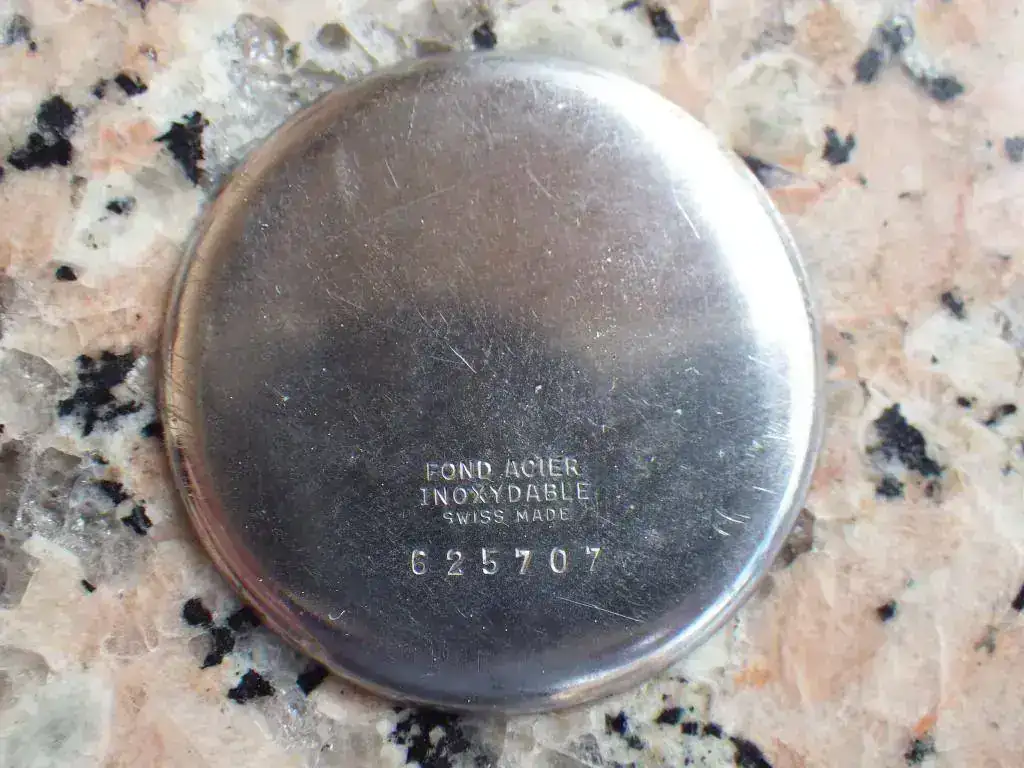 FOND ACIER
INOXYDABLE
SWISS MADE
625707